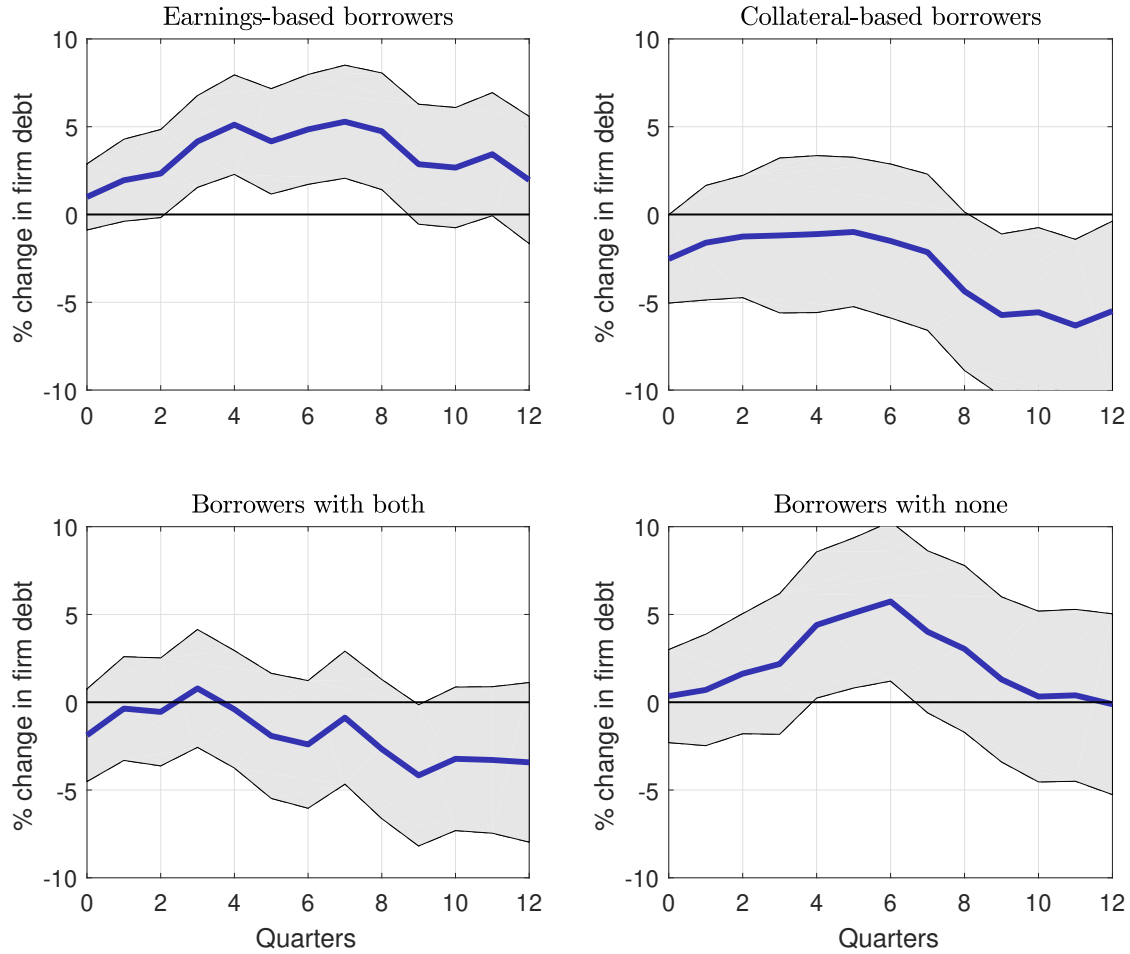 Earnings-based borrowers
Collateral-based borrowers
% change in firm debt
10
5
0
-5
-10
0 2 4 6 8 10 12
% change in firm debt
10
5
0
-5
-10
0 2 4 6 8 10 12
Borrowers with both
Borrowers with none
% change in firm debt
10
5
0
-5
-10
0 2 4 6 8 10 12
Quarters
% change in firm debt
10
5
0
-5
-10
0 2 4 6 8 10 12
Quarters